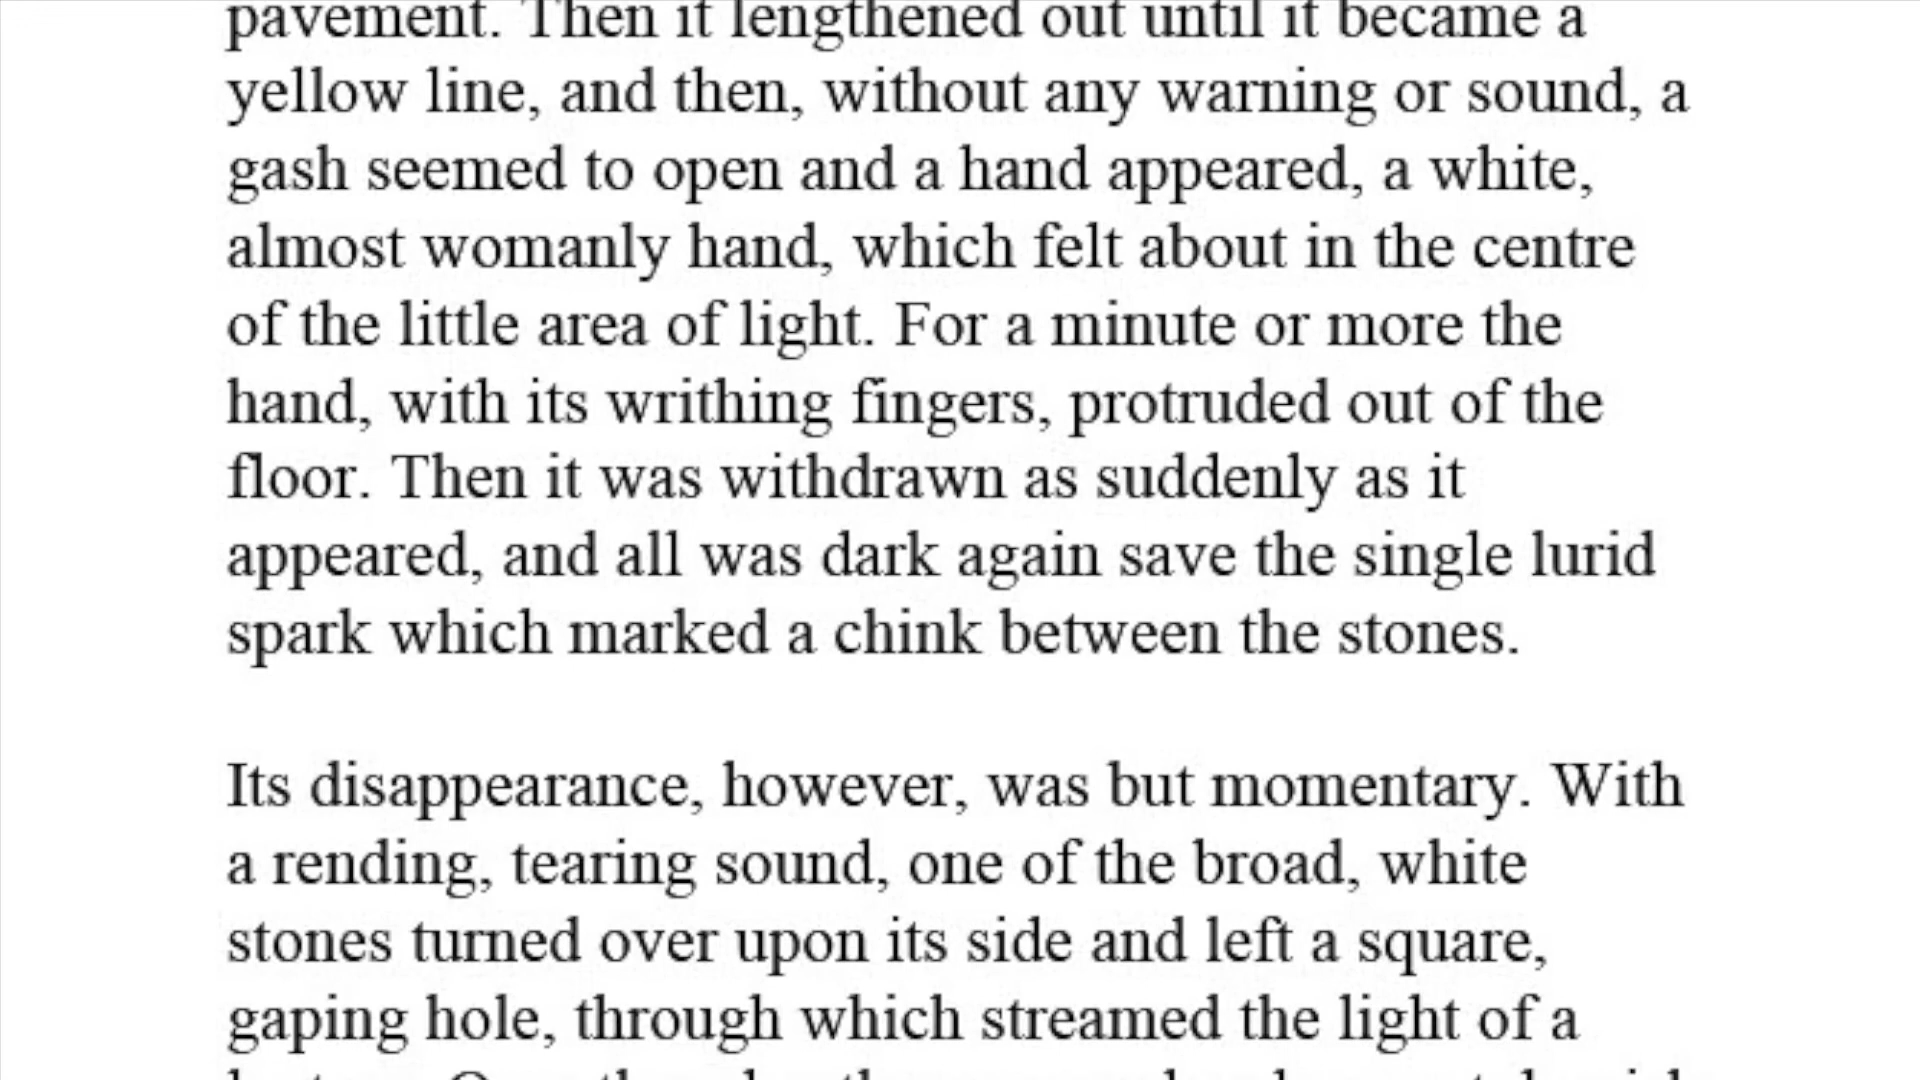 pavement. Then it lengthened out until it became a
yellow line, and then, without any warning or sound, a
gash seemed to open and a hand appeared, a white,
almost womanly hand, which felt about in the centre
of the little area of light. For a minute or more the
hand, with its writhing fingers, protruded out of the
floor. Then it was withdrawn as suddenly as it
appeared, and all was dark again save the single lurid
spark which marked a chink between the stones.
Its disappearance, however, was but momentary. With
a rending, tearing sound, one of the broad, white
stones turned over upon its side and left a square,
gaping hole, through which streamed the light of a